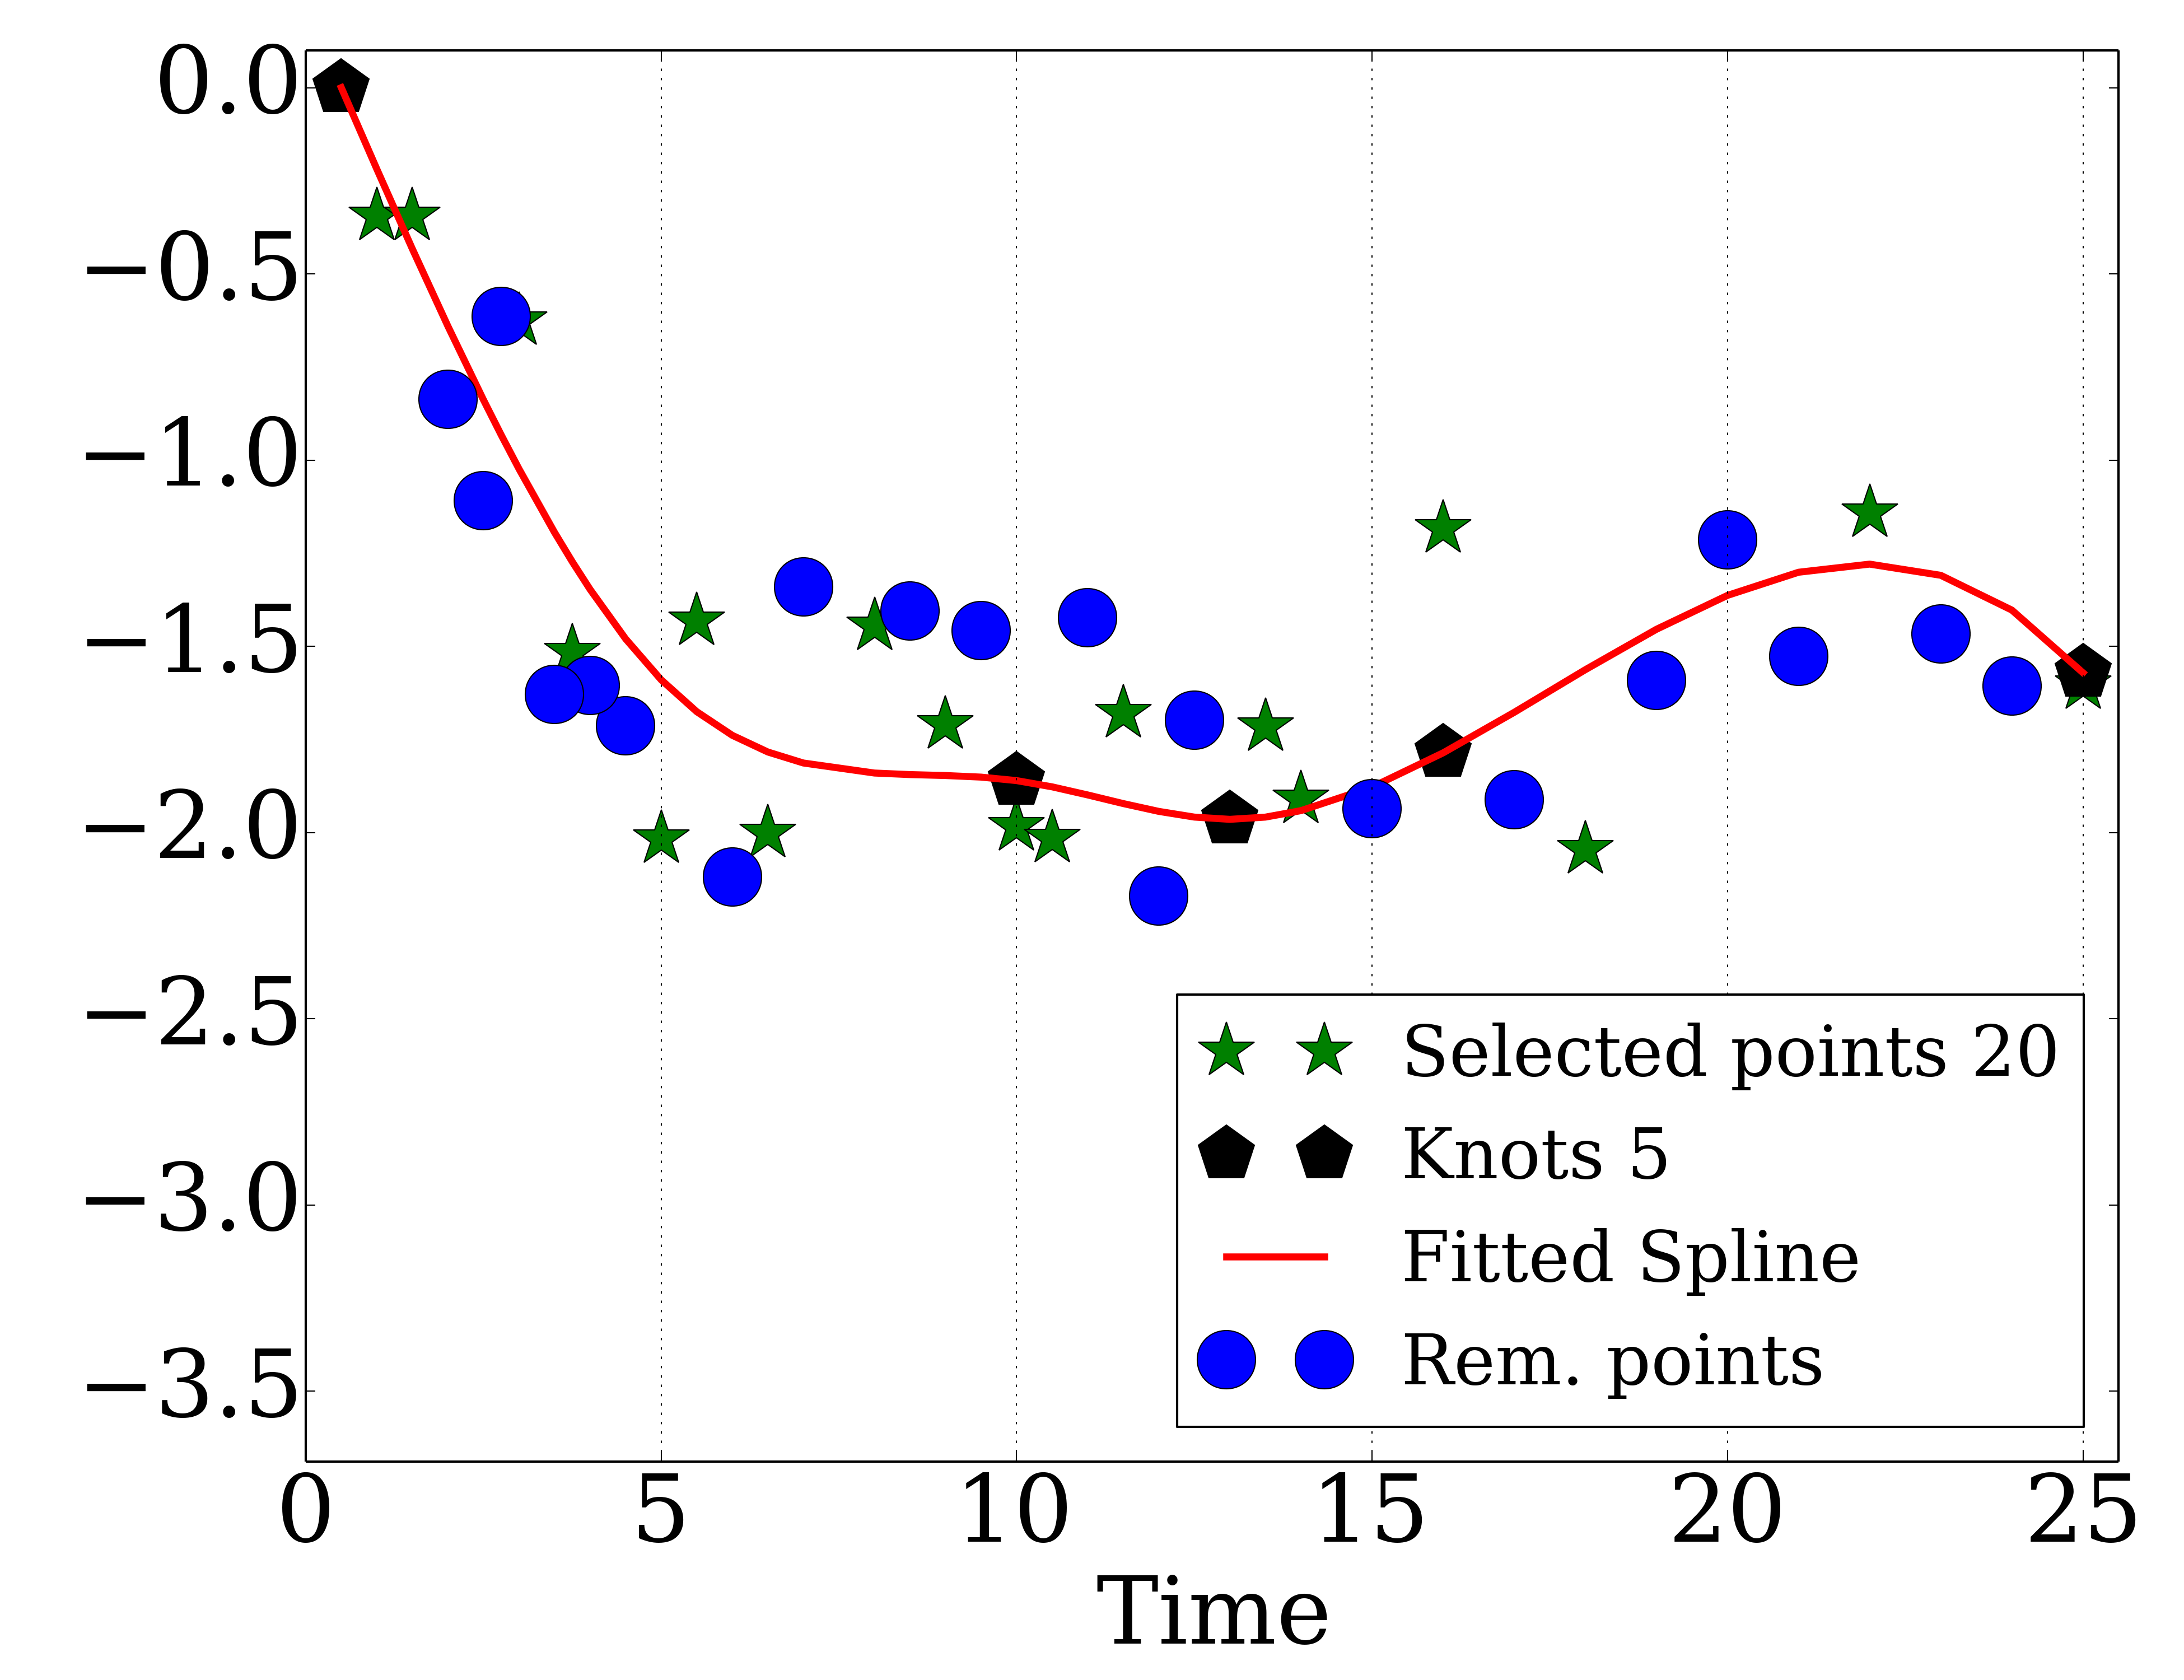 0.0
−0.5
−1.0
−1.5
−2.0
−2.5
−3.0
−3.5
Selected points 20
Knots 5
Fitted Spline
Rem. points
0 5 10 15 20 25
Time